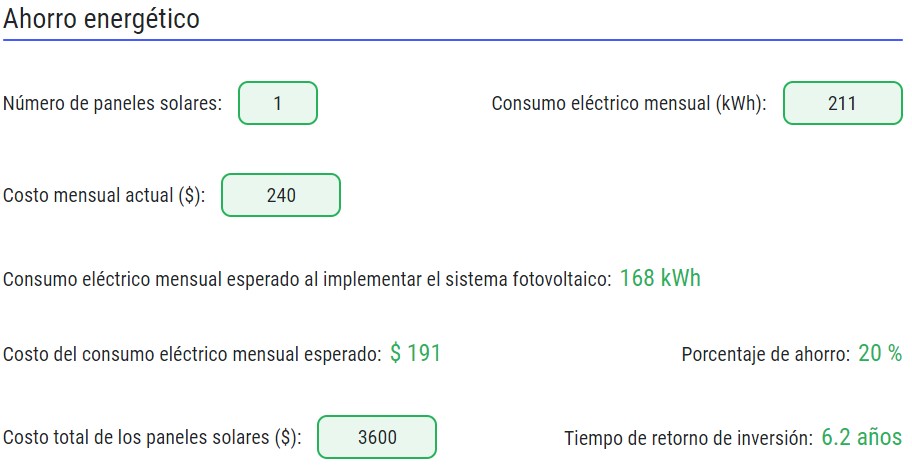 Ahorro energético
Número de paneles solares: 1 Consumo eléctrico mensual (kWh): 211
Costo mensual actual ($): 240
Consumo eléctrico mensual esperado al implementar el sistema fotovoltaico: 168 kWh
Costo del consumo eléctrico mensual esperado: $ 191 Porcentaje de ahorro: 20 %
Costo total de los paneles solares ($): 3600 Tiempo de retorno de inversión: 6.2 años